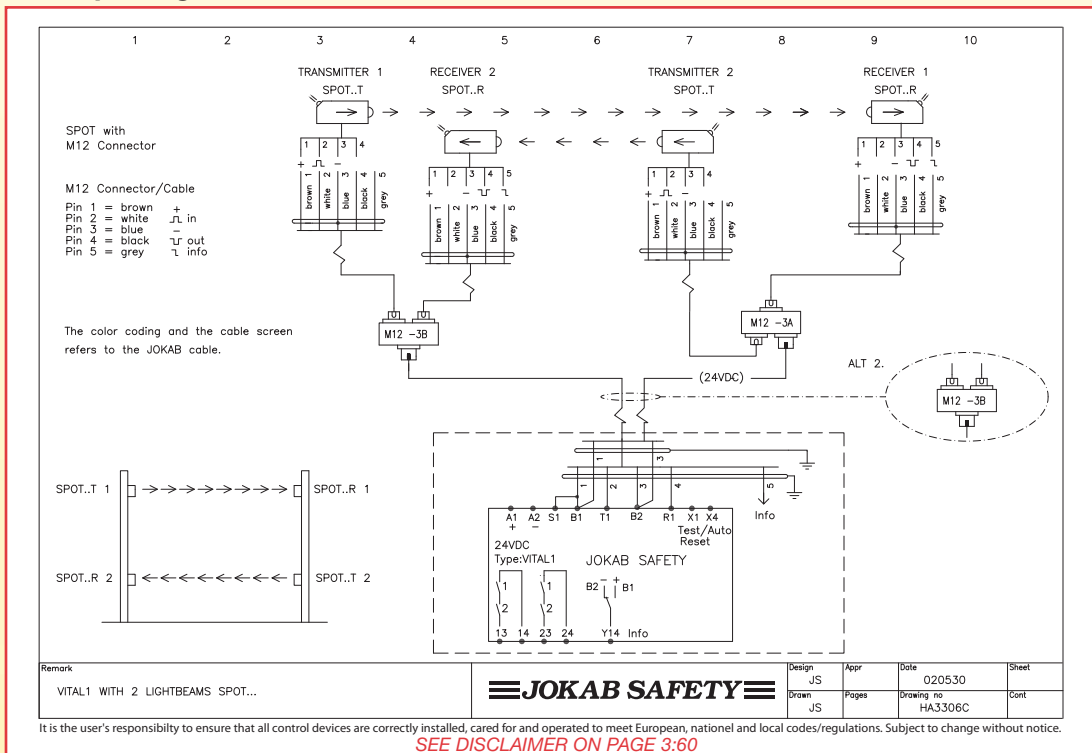 1 2 3 4 5 6 7 8 9 10
TRANSMITTER 1
SPOT..T
RECEIVER 2
SPOT..R
TRANSMITTER 2
SPOT..T
RECEIVER 1
SPOT..R
SPOT with
M12 Connector
M12 Connector/Cable
Pin 1 = brown +
Pin 2 = white in
Pin 3 = blue –
Pin 4 = black out
Pin 5 = grey info
1 2 3 4
+ –
1 2 3 4 5
brown white blue black grey
1 2 3 4 5
+ –
1 2 3 4 5
brown white blue black grey
1 2 3 4
+ –
1 2 3 4 5
brown white blue black grey
1 2 3 4 5
+ –
1 2 3 4 5
brown white blue black grey
The color coding and the cable screen
refers to the JOKAB cable.
M12 –3B
M12 –3A
(24VDC)
ALT 2.
M12 –3B
1 3
1 2 3 4 5
Info
SPOT..T 1
SPOT..R 1
SPOT..R 2
SPOT..T 2
A1 A2 S1 B1 T1 B2 R1 X1 X4
+ –
Test/Auto
Reset
24VDC
Type:VITAL1
JOKAB SAFETY
1 1
2 2
B2 – + B1
13 14 23 24 Y14 Info
Remark
VITAL1 WITH 2 LIGHTBEAMS SPOT...
JOKAB SAFETY
Design
JS
Appr
Date
020530
Sheet
Drawn
JS
Pages
Drawing no
HA3306C
Cont
It is the user's responsibilty to ensure that all control devices are correctly installed, cared for and operated to meet European, nationel and local codes/regulations. Subject to change without notice.
SEE DISCLAIMER ON PAGE 3:60